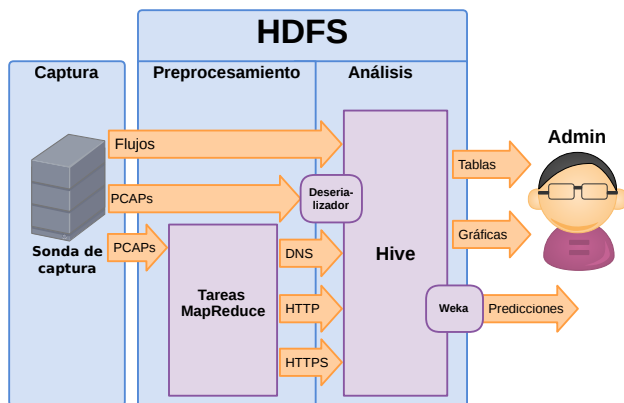 HDFS
Captura
Preprocesamiento
Análisis
Flujos
Admin
Tablas
PCAPs
Deseria-
lizador
Sonda de
captura
PCAPs
DNS
Hive
Gráficas
Tareas
MapReduce
HTTP
Weka
Predicciones
HTTPS